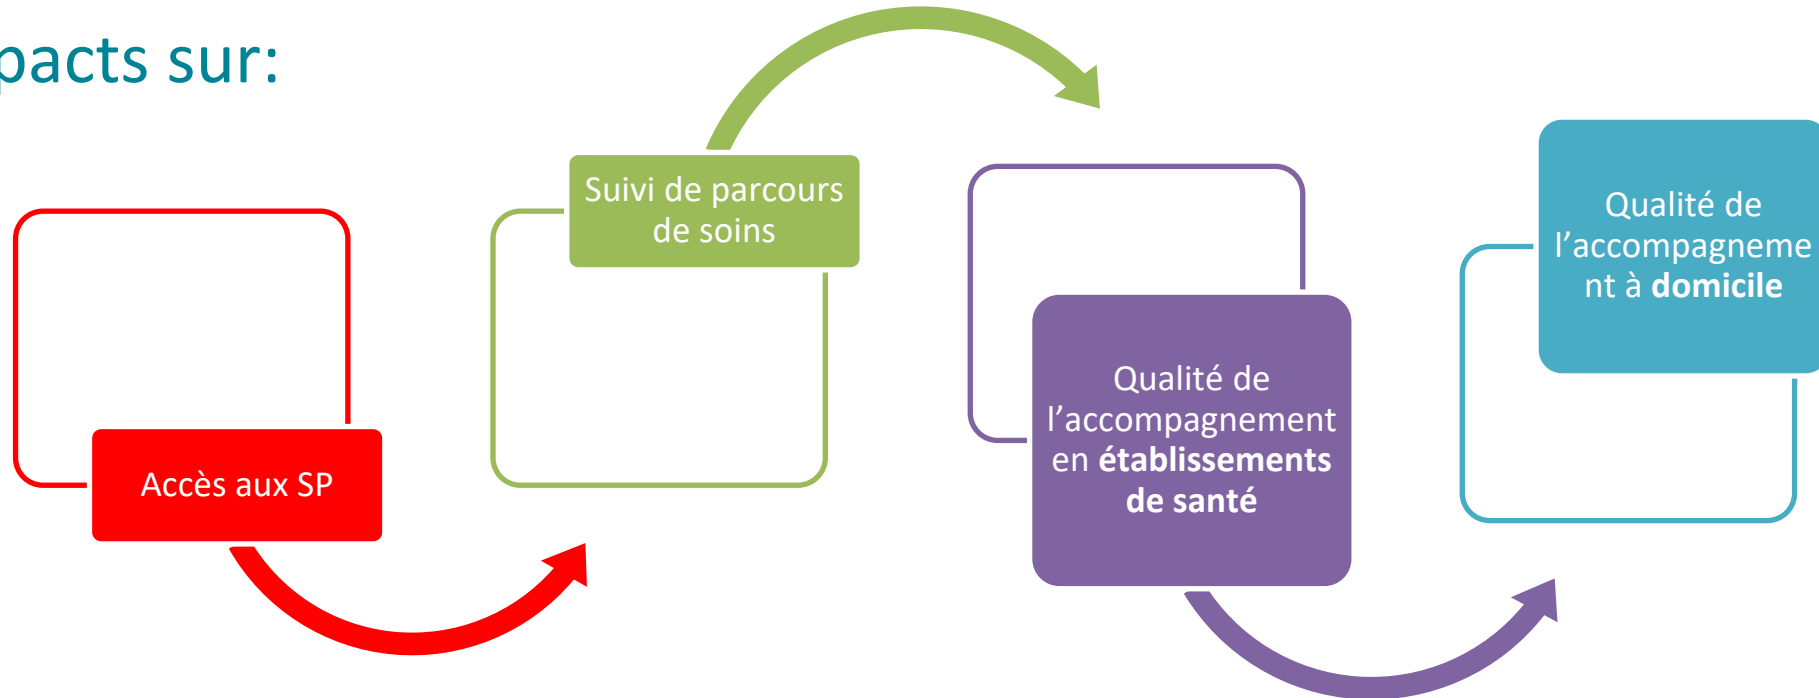 pacts sur:
Accès aux SP
Suivi de parcours
de soins
Qualité de
l’accompagnement
en établissements
de santé
Qualité de
l’accompagneme
nt à domicile